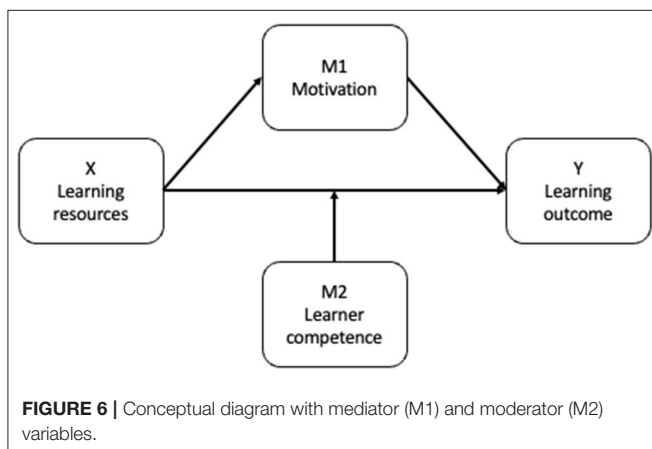 M1
Motivation
X
Learning
resources
Y
Learning
outcome
M2
Learner
competence
FIGURE 6 | Conceptual diagram with mediator (M1) and moderator (M2)
variables.